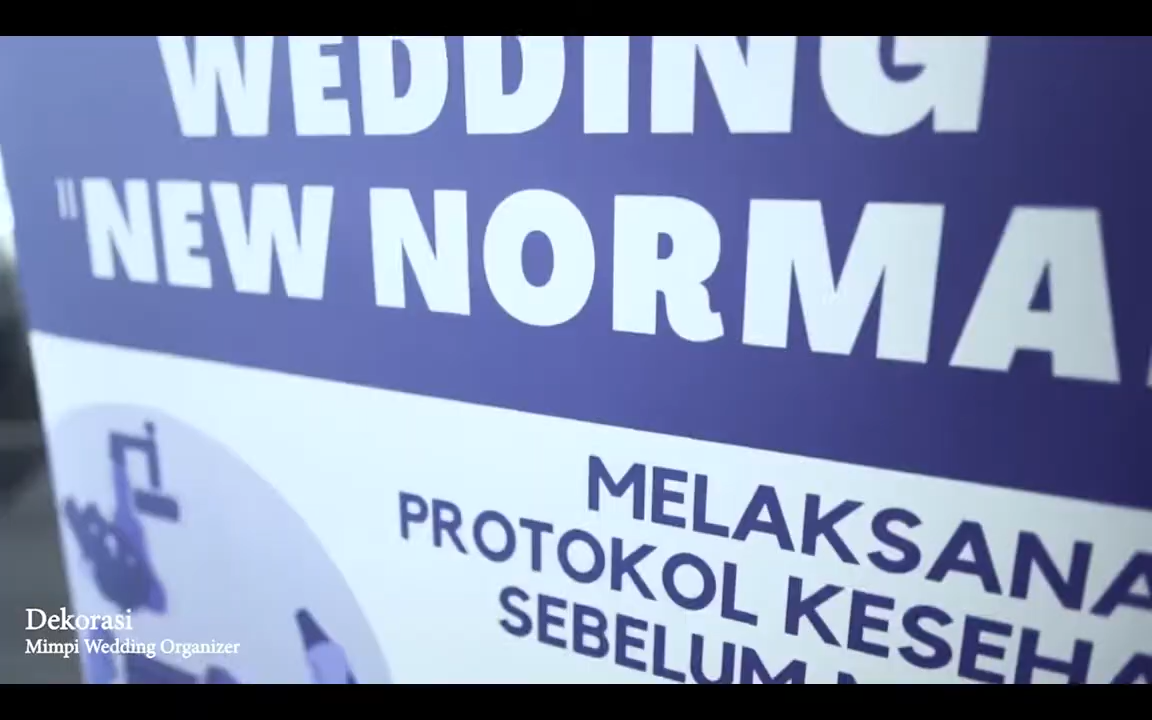 WEDDING
"NEW NORMA
MELAKSANA
PROTOKOL KESEHA
SEBELUM
Dekorasi
Mimpi Wedding Organizer